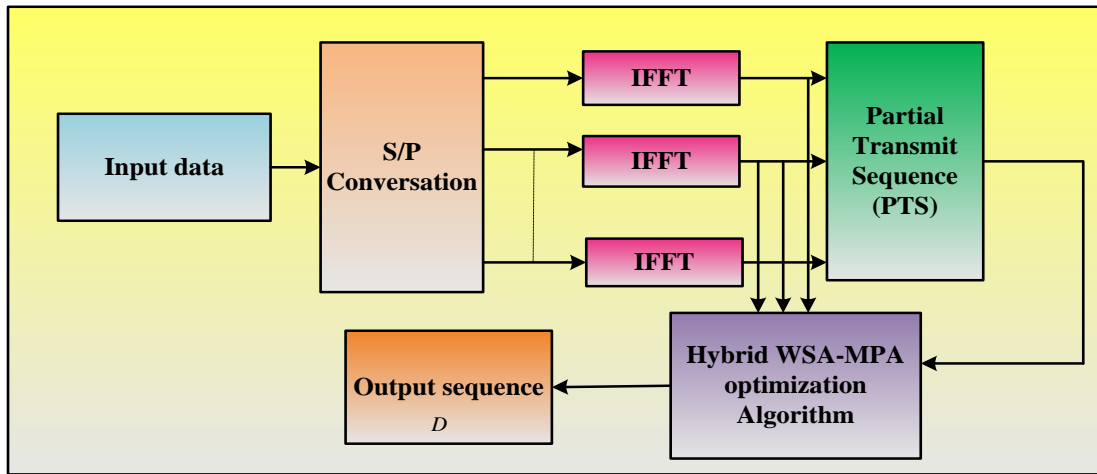 Input data
S/P
Conversation
IFFT
IFFT
IFFT
Partial
Transmit
Sequence
(PTS)
Hybrid WSA-MPA
optimization
Algorithm
Output sequence
D